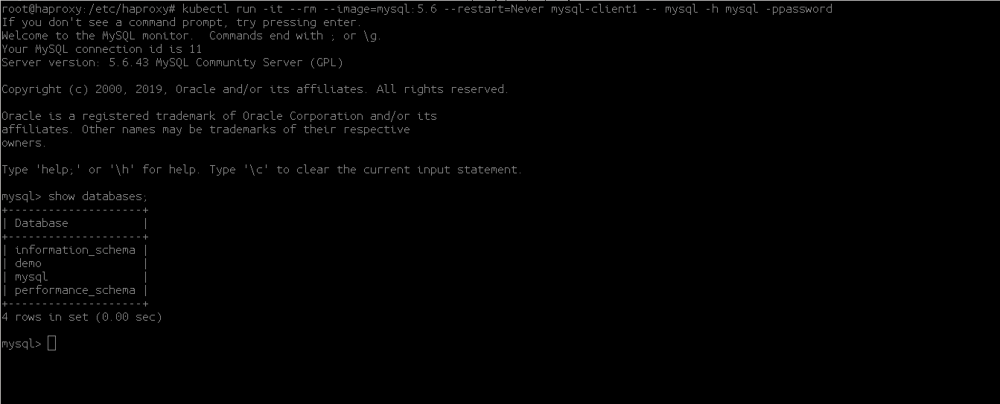 root@haproxy:/etc/haproxy# kubectl run -it --rm --image=mysql:5.6 --restart=Never mysql-client1 -- mysql -h mysql -ppassword
If you don't see a command prompt, try pressing enter.
Welcome to the MySQL monitor.  Commands end with ; or \g.
Your MySQL connection id is 11
Server version: 5.6.43 MySQL Community Server (GPL)

Copyright (c) 2000, 2019, Oracle and/or its affiliates. All rights reserved.

Oracle is a registered trademark of Oracle Corporation and/or its
affiliates. Other names may be trademarks of their respective
owners.

Type 'help;' or '\h' for help. Type '\c' to clear the current input statement.

mysql> show databases;
+--------------------+
| Database           |
+--------------------+
| information_schema |
| demo               |
| mysql              |
| performance_schema |
+--------------------+
4 rows in set (0.00 sec)

mysql>